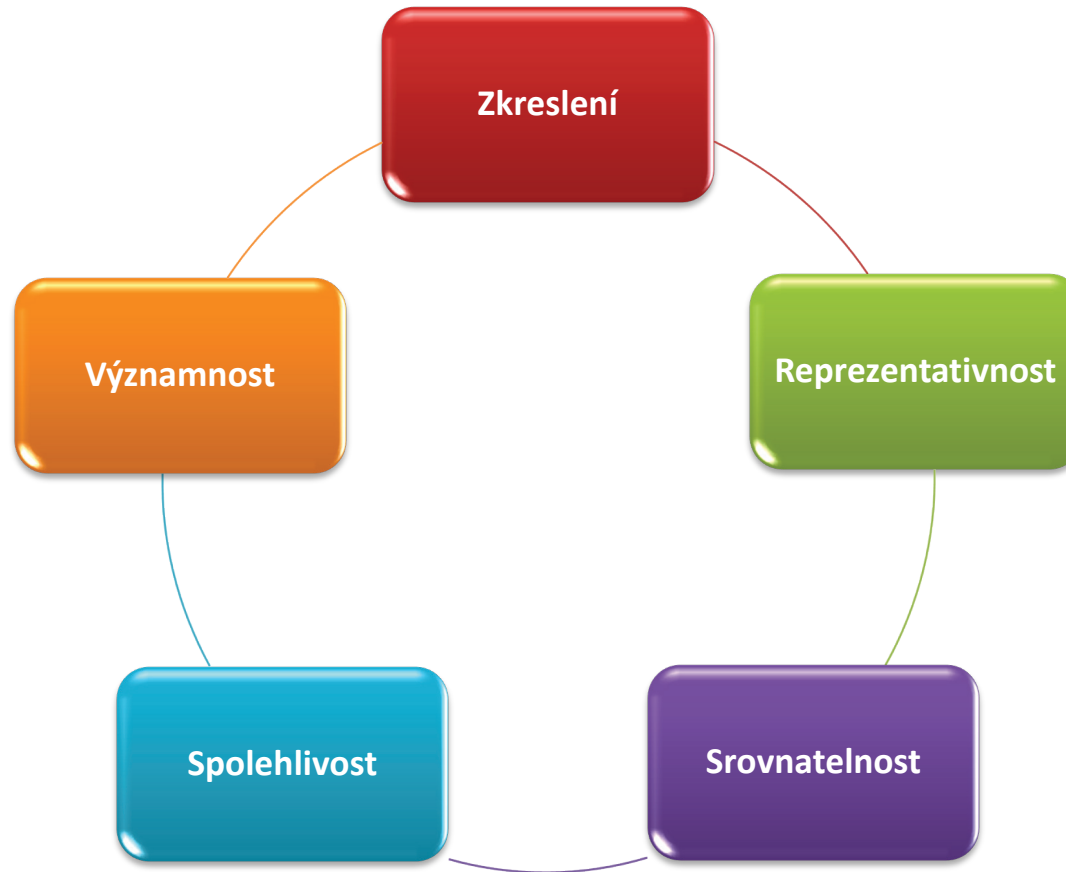 Zkreslení
Významnost
Reprezentativnost
Spolehlivost
Srovnatelnost